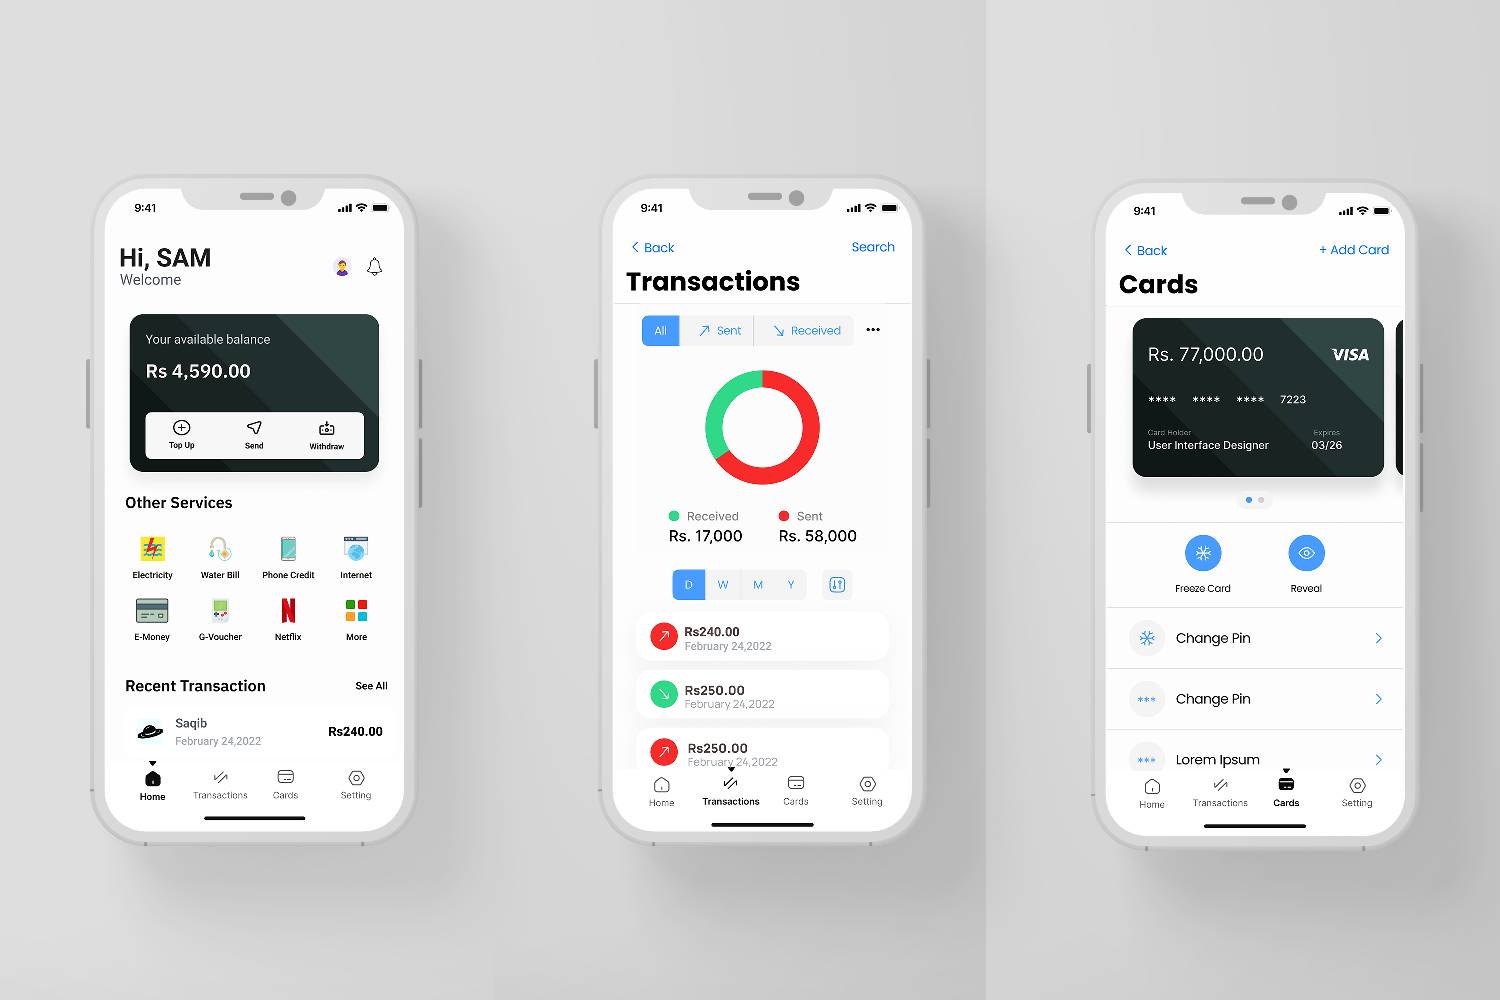 9:41
Hi, SAM
Welcome
Your available balance
Rs 4,590.00
Top Up Send Withdraw
Other Services
Electricity Water Bill Phone Credit Internet
E-Money G-Voucher Netflix More
Recent Transaction See All
Saqib
February 24,2022
Rs240.00
Home Transactions Cards Setting
9:41
Back Search
Transactions
All Sent Received
Received Sent
Rs. 17,000 Rs. 58,000
D W M Y
Rs240.00
February 24,2022
Rs250.00
February 24,2022
Rs250.00
February 24,2022
Home Transactions Cards Setting
9:41
Back + Add Card
Cards
Rs. 77,000.00 VISA
**** **** **** 7223
Card Holder Expires
User Interface Designer 03/26
Freeze Card Reveal
Change Pin
*** Change Pin
*** Lorem Ipsum
Home Transactions Cards Setting